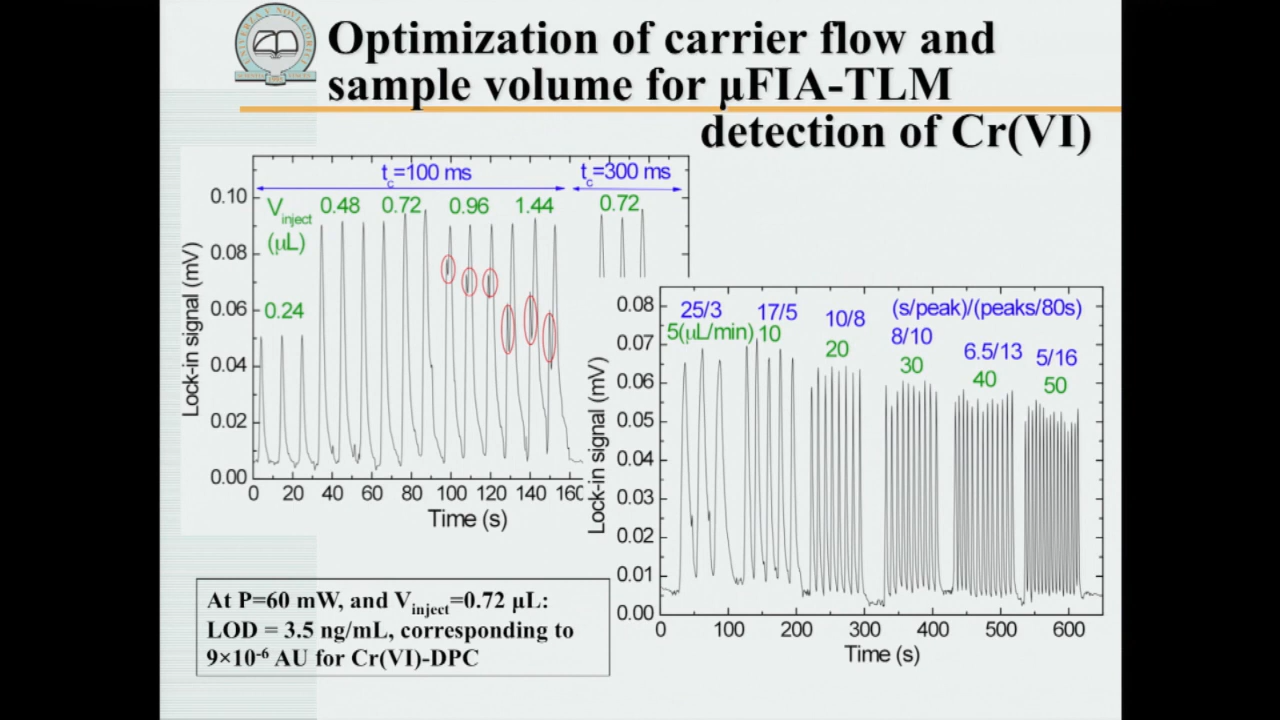 Optimization of carrier flow and
sample volume for µFIA-TLM
detection of Cr(VI)
tc=100 ms
tc=300 ms
Vinject 0.48 0.72 0.96 1.44 0.72
(µL)
0.24
0.10
0.08
0.06
0.04
0.02
0.00
Lock-in signal (mV)
0 20 40 60 80 100 120 140 160
Time (s)
25/3 17/5 10/8 (s/peak)/(peaks/80s)
8/10 6.5/13 5/16
5(µL/min) 10 20 30 40 50
0.08
0.07
0.06
0.05
0.04
0.03
0.02
0.01
0.00
Lock-in signal (mV)
0 100 200 300 400 500 600
Time (s)
At P=60 mW, and Vinject=0.72 µL:
LOD = 3.5 ng/mL, corresponding to
9×10-6 AU for Cr(VI)-DPC